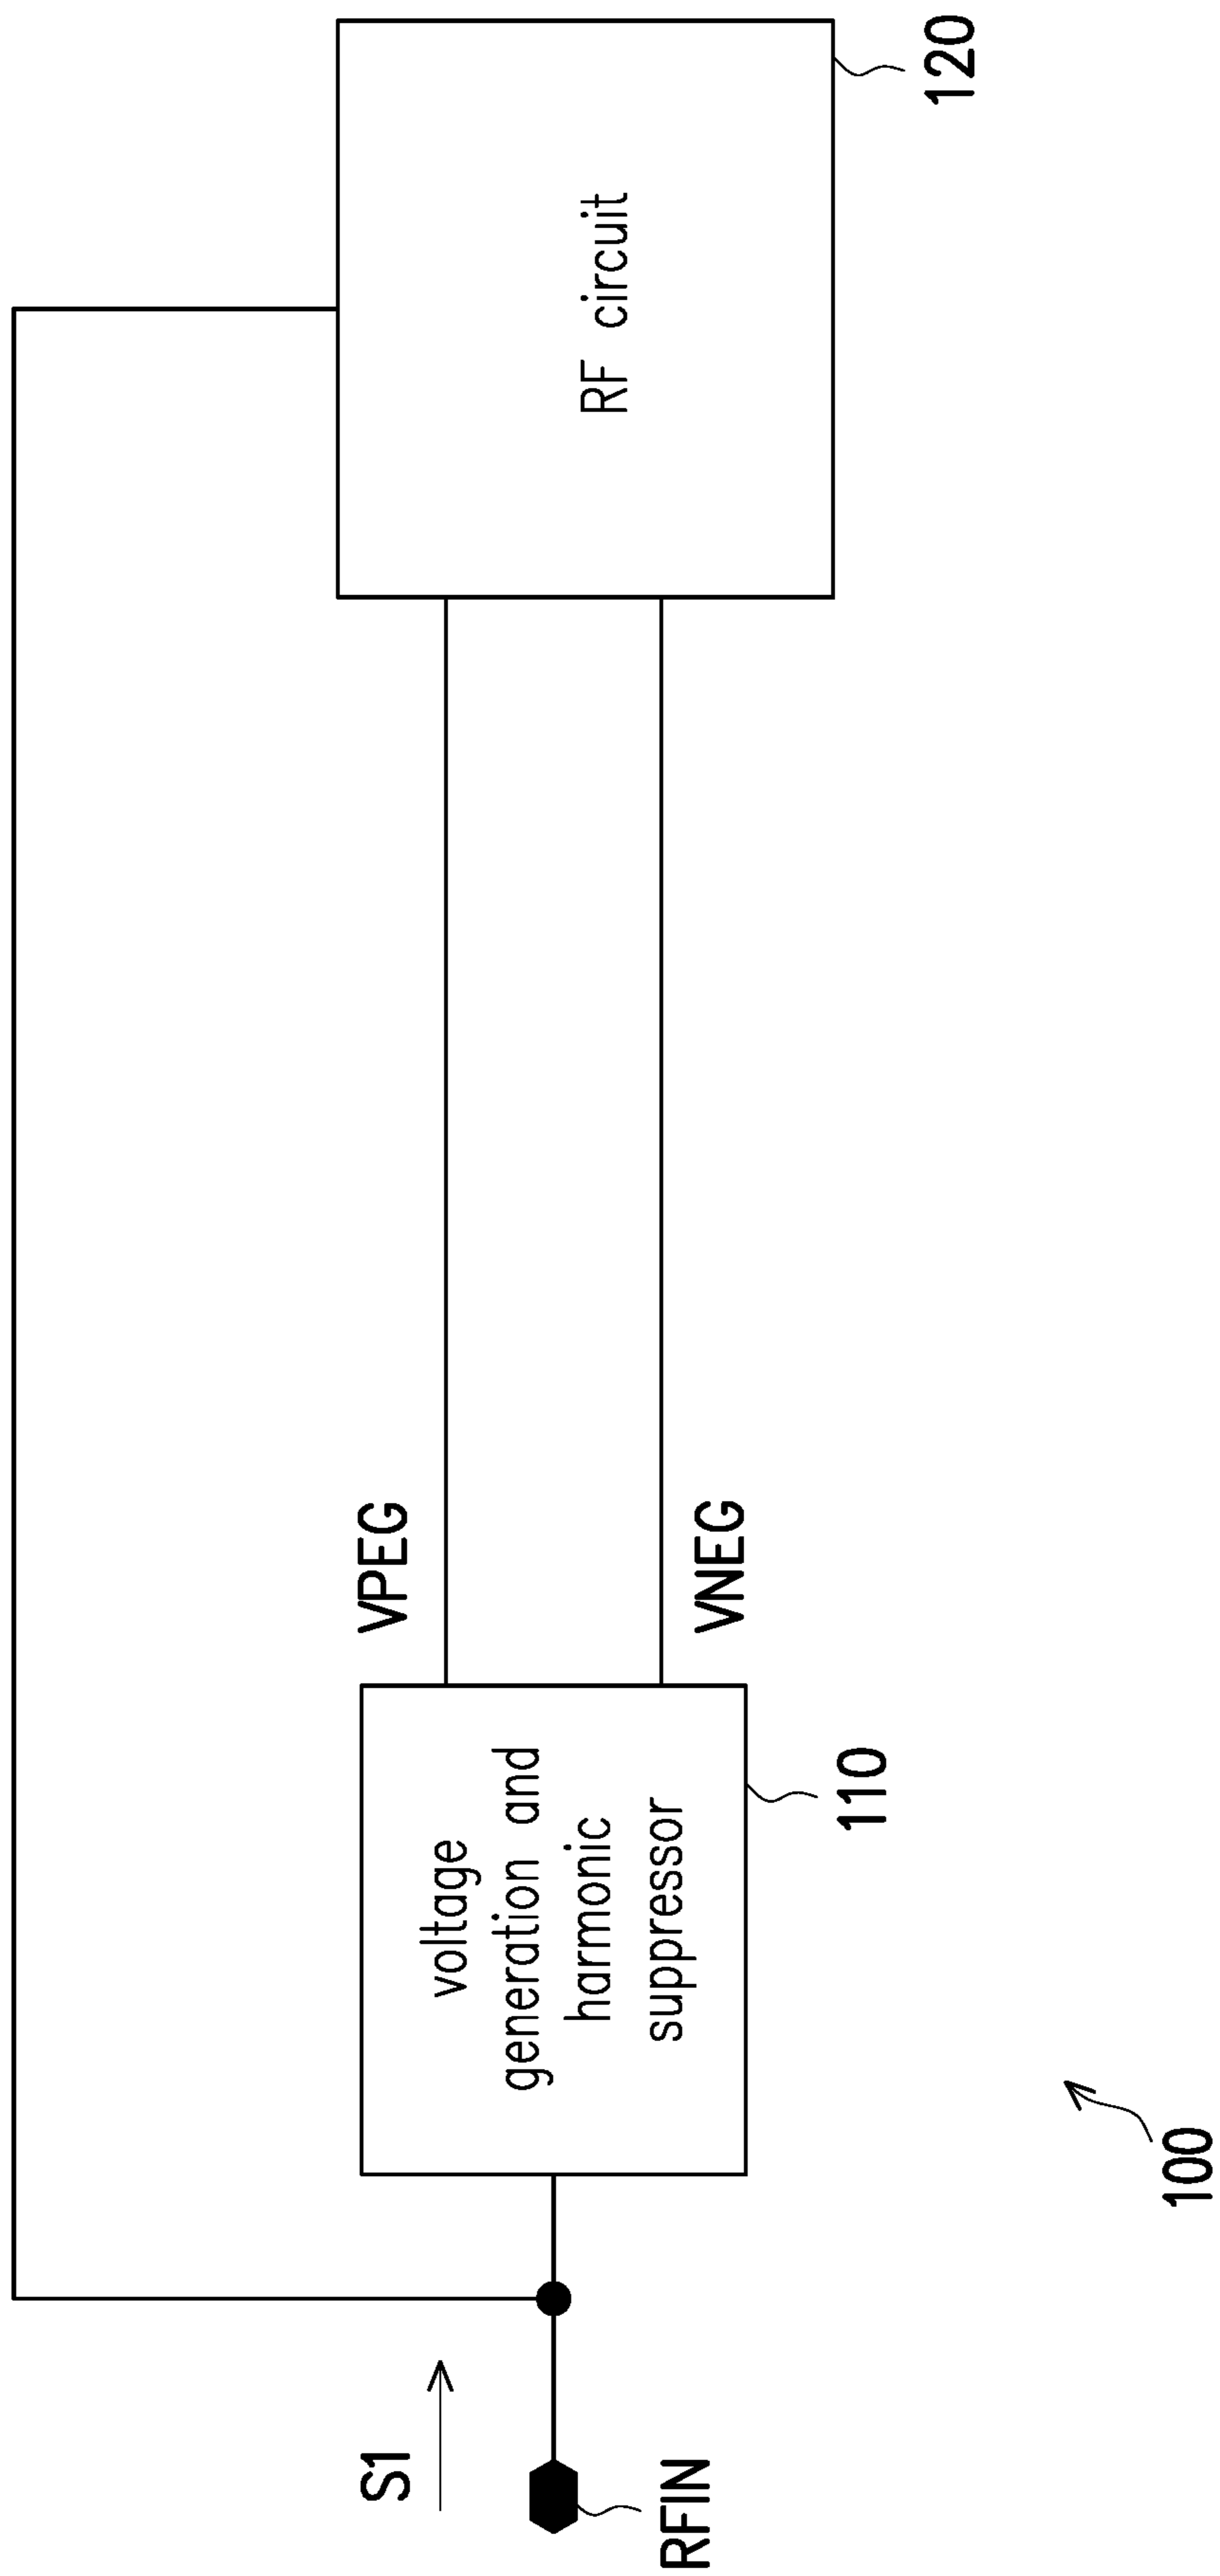 S1
RFIN
voltage
generation and
harmonic
suppressor
110
VPEG
VNEG
RF circuit
120
100